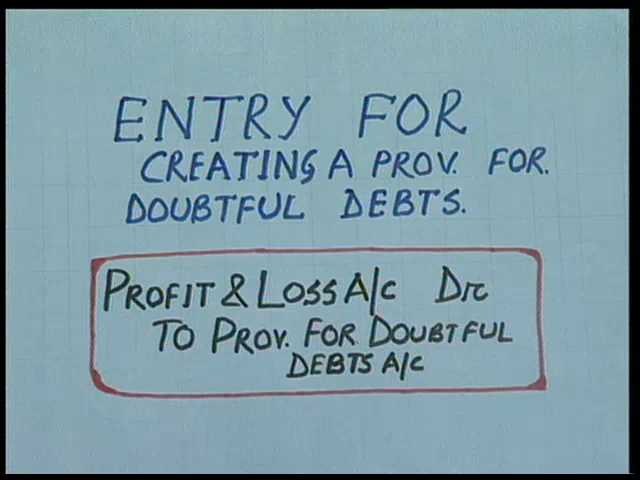 ENTRY FOR
CREATING A PROV. FOR.
DOUBTFUL DEBTS.
PROFIT & LOSS A/C Dr
TO PROV. FOR DOUBTFUL
DEBTS A/C